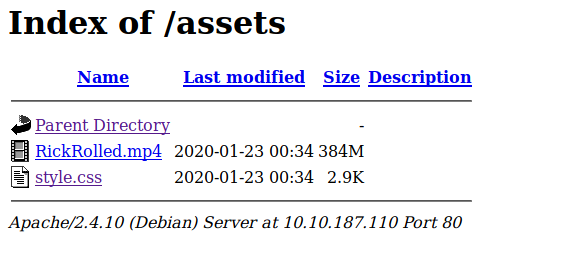 Index of /assets
Name Last modified Size Description
Parent Directory -
RickRolled.mp4 2020-01-23 00:34 384M
style.css 2020-01-23 00:34 2.9K
Apache/2.4.10 (Debian) Server at 10.10.187.110 Port 80